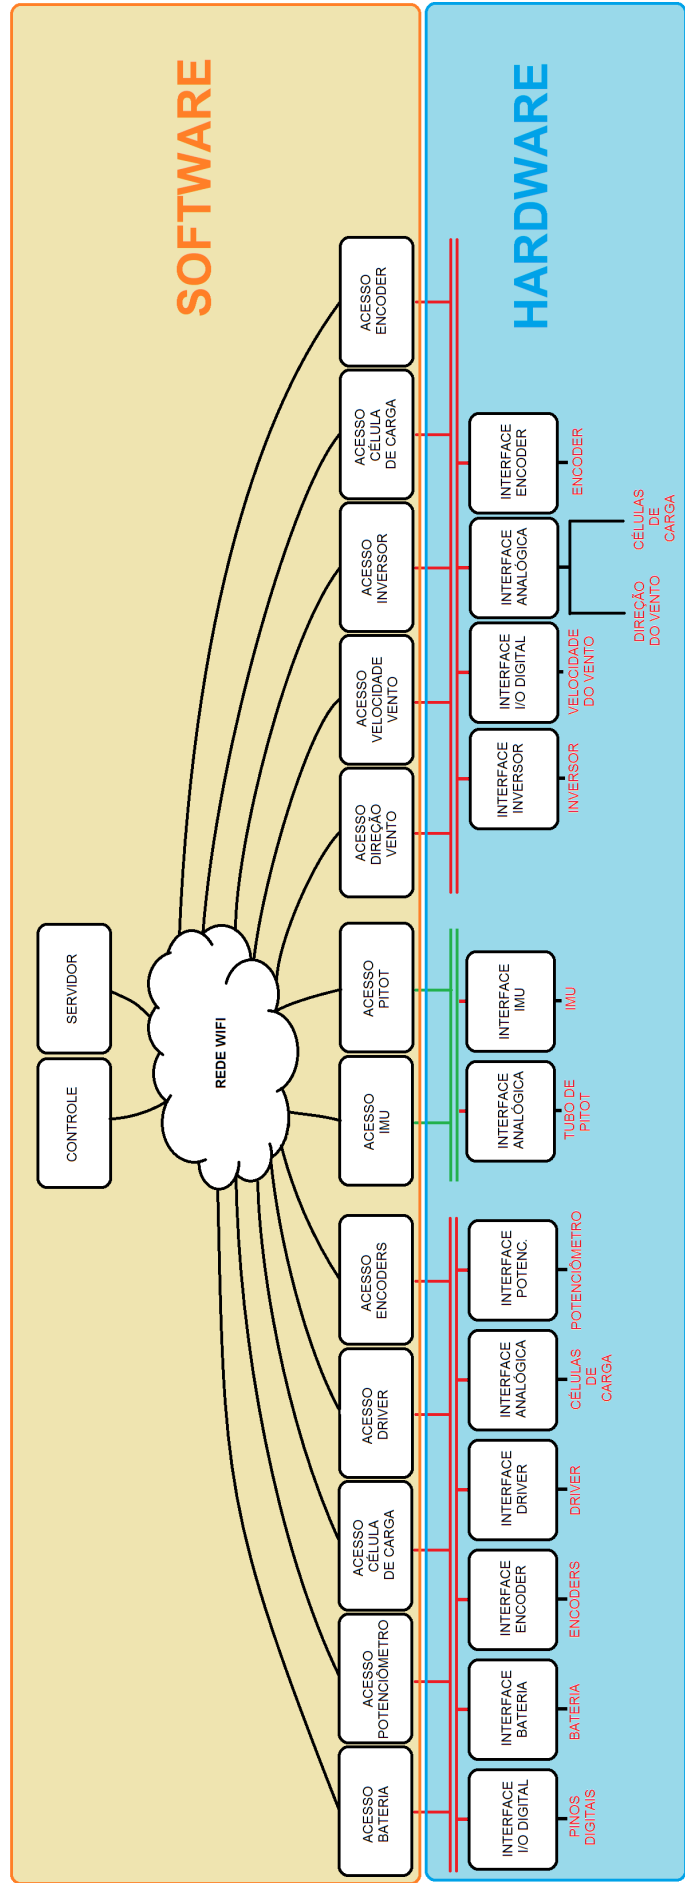 SOFTWARE
CONTROLE
SERVIDOR
REDE WIFI
ACESSO
BATERIA
ACESSO
POTENCIÔMETRO
ACESSO
CÉLULA
DE CARGA
ACESSO
DRIVER
ACESSO
ENCODERS
ACESSO
IMU
ACESSO
PITOT
ACESSO
DIREÇÃO
VENTO
ACESSO
VELOCIDADE
VENTO
ACESSO
INVERSOR
ACESSO
CÉLULA
DE CARGA
ACESSO
ENCODER
HARDWARE
INTERFACE
I/O DIGITAL
PINOS
DIGITAIS
INTERFACE
BATERIA
BATERIA
INTERFACE
ENCODER
ENCODERS
INTERFACE
DRIVER
DRIVER
INTERFACE
ANALÓGICA
CÉLULAS
DE
CARGA
INTERFACE
POTENC.
POTENCIÔMETRO
INTERFACE
ANALÓGICA
TUBO DE
PITOT
INTERFACE
IMU
IMU
INTERFACE
INVERSOR
INVERSOR
INTERFACE
I/O DIGITAL
VELOCIDADE
DO VENTO
INTERFACE
ANALÓGICA
DIREÇÃO
DO VENTO
CÉLULAS
DE
CARGA
INTERFACE
ENCODER
ENCODER